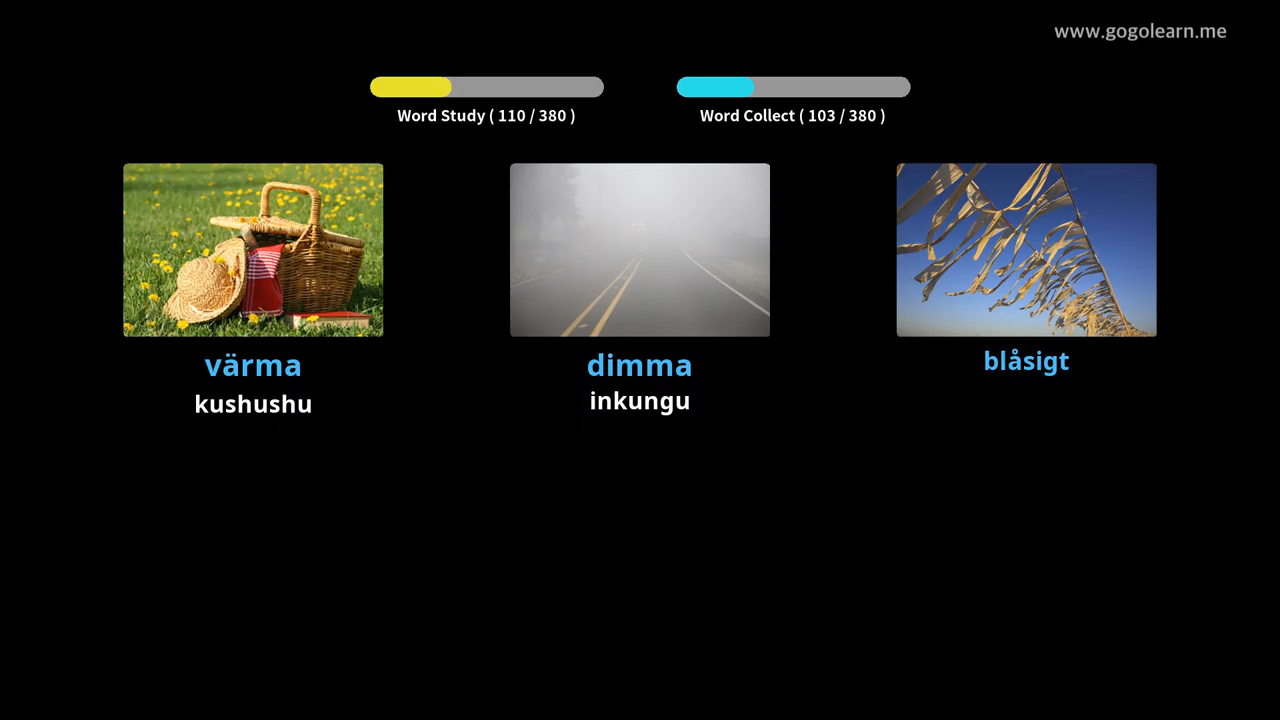 www.gogolearn.me
Word Study ( 110 / 380 )
Word Collect ( 103 / 380 )
värma
dimma
blåsigt
kushushu
inkungu